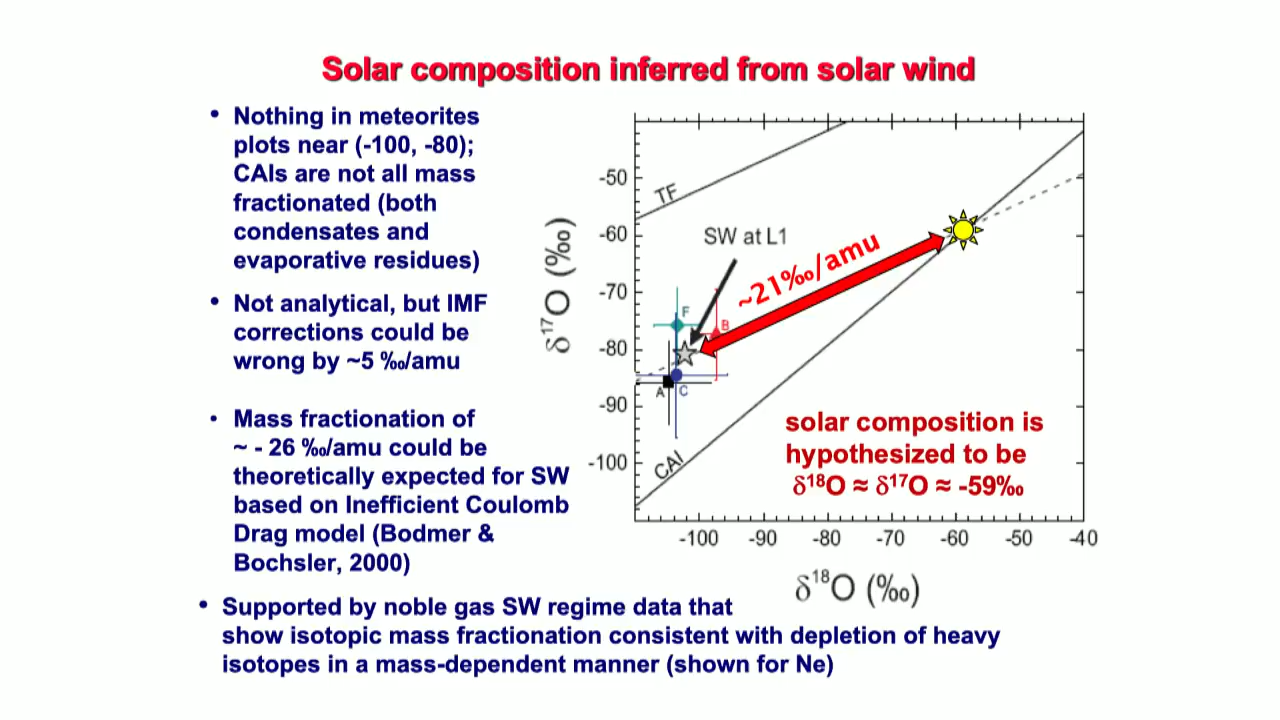 Solar composition inferred from solar wind
• Nothing in meteorites
plots near (-100, -80);
CAIs are not all mass
fractionated (both
condensates and
evaporative residues)
• Not analytical, but IMF
corrections could be
wrong by ~5 ‰/amu
• Mass fractionation of
~ - 26 ‰/amu could be
theoretically expected for SW
based on Inefficient Coulomb
Drag model (Bodmer &
Bochsler, 2000)
• Supported by noble gas SW regime data that
show isotopic mass fractionation consistent with depletion of heavy
isotopes in a mass-dependent manner (shown for Ne)
δ¹⁷O (‰)
-50
-60
-70
-80
-90
-100
TF
SW at L1
~21‰/amu
F
B
A
C
CAI
solar composition is
hypothesized to be
δ¹⁸O ≈ δ¹⁷O ≈ -59‰
-100 -90 -80 -70 -60 -50 -40
δ¹⁸O (‰)